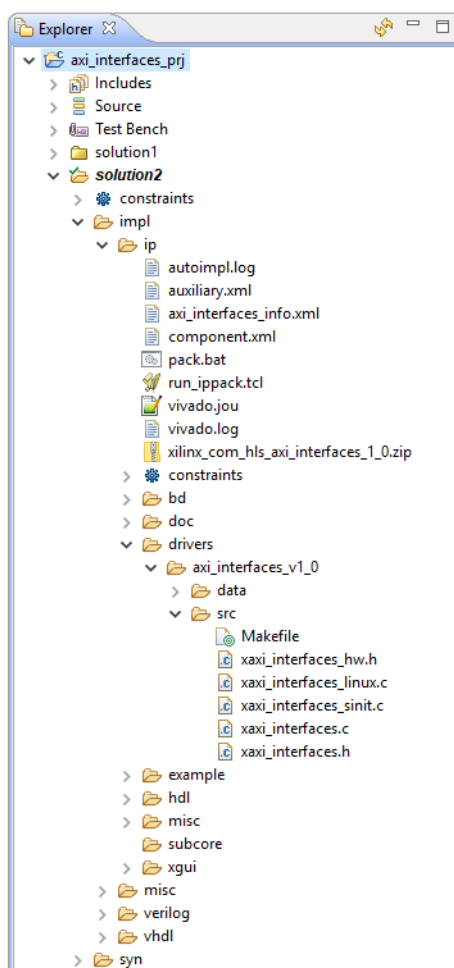 Explorer
axi_interfaces_prj
Includes
Source
Test Bench
solution1
solution2
constraints
impl
ip
autoimpl.log
auxiliary.xml
axi_interfaces_info.xml
component.xml
pack.bat
run_ippack.tcl
vivado.jou
vivado.log
xilinx_com_hls_axi_interfaces_1_0.zip
constraints
bd
doc
drivers
axi_interfaces_v1_0
data
src
Makefile
xaxi_interfaces_hw.h
xaxi_interfaces_linux.c
xaxi_interfaces_sinit.c
xaxi_interfaces.c
xaxi_interfaces.h
example
hdl
misc
subcore
xgui
misc
verilog
vhdl
syn